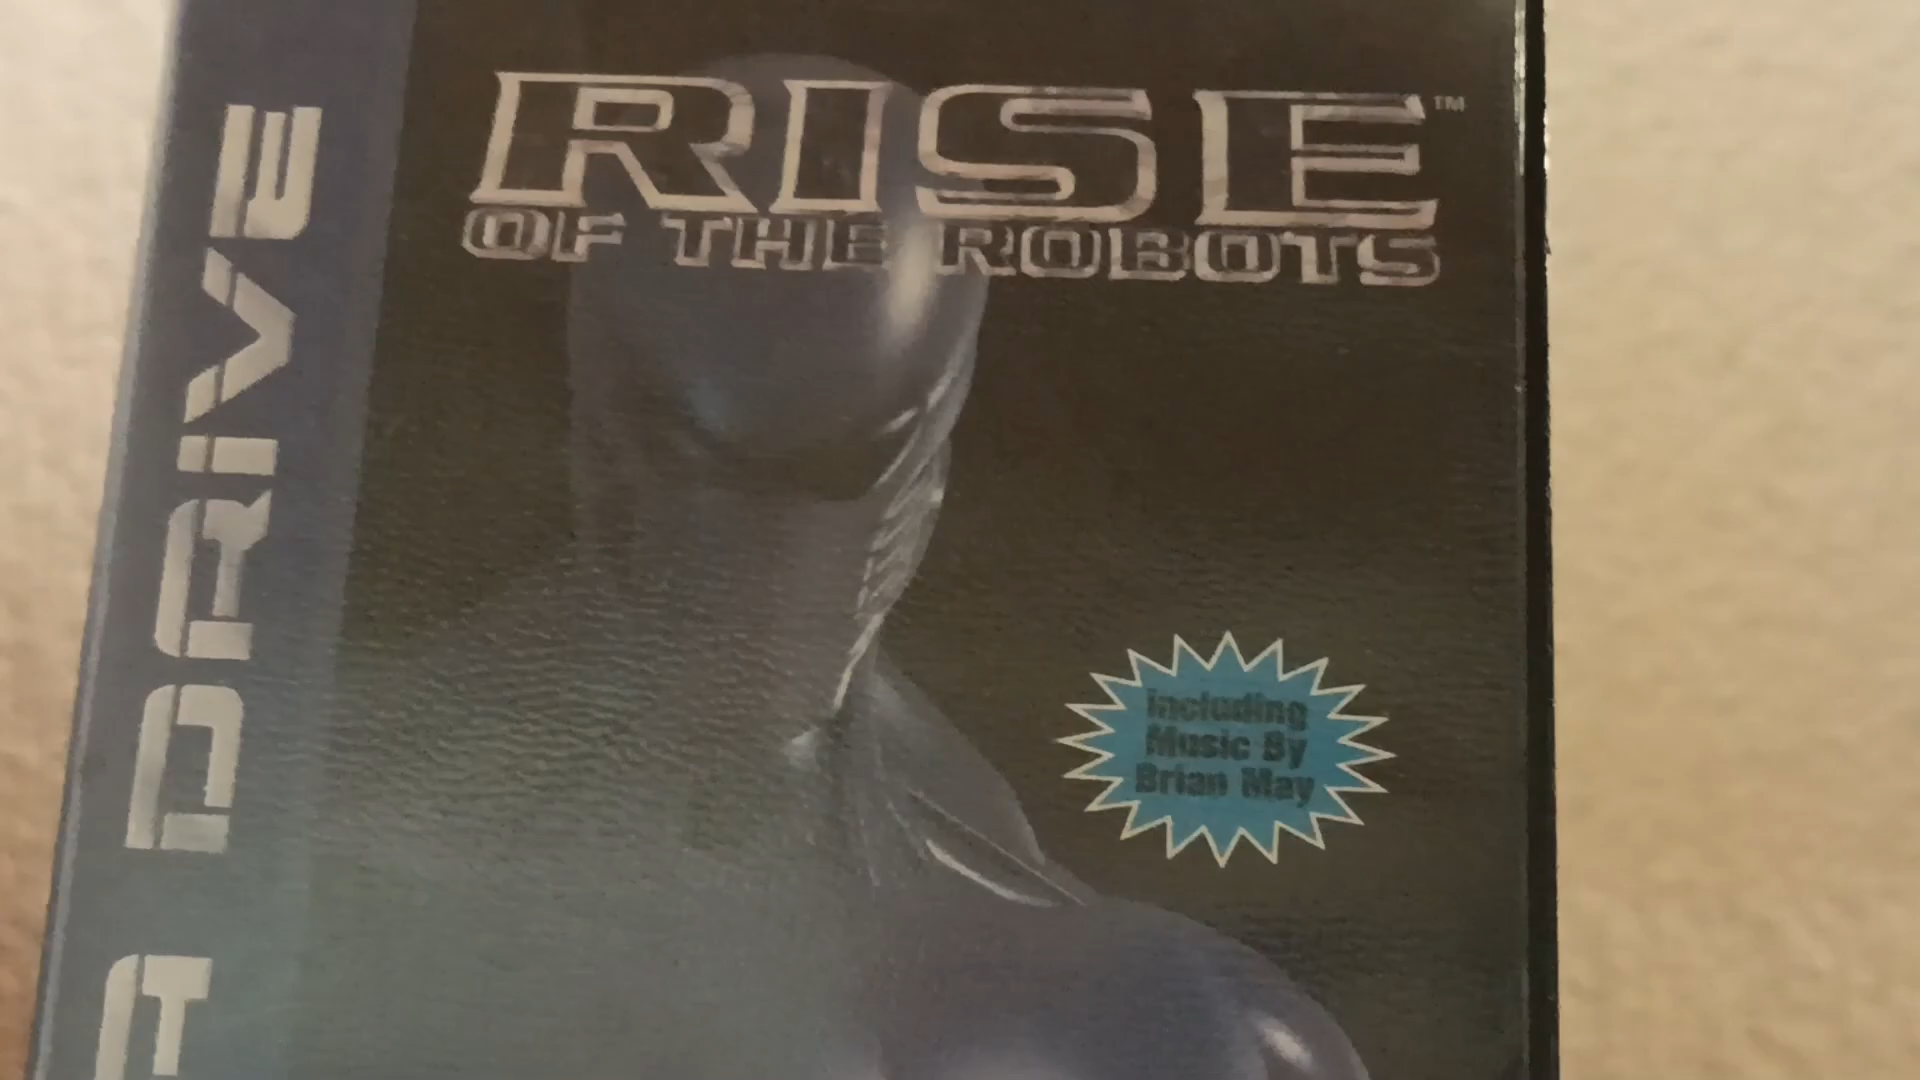 RISE™
OF THE ROBOTS
A DRIVE
Including
Music By
Brian May